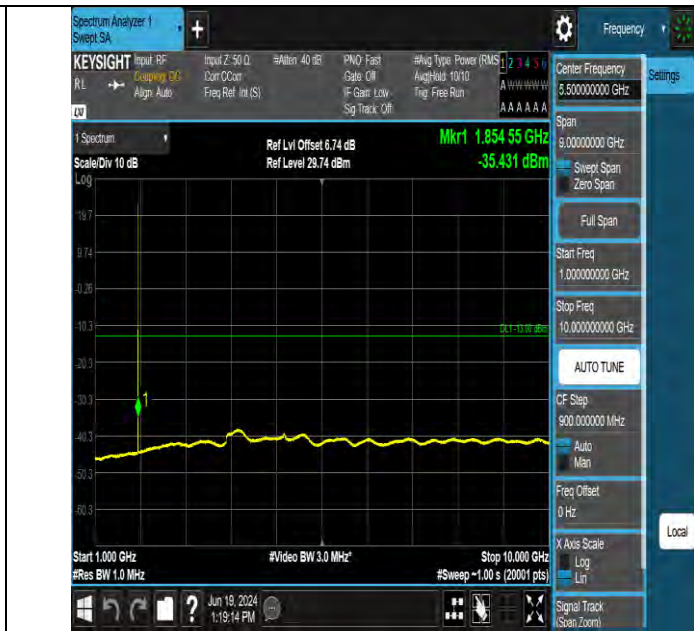 Spectrum Analyzer 1
Swept SA
+
Frequency
KEYSIGHT
RL
Input: RF
Coupling: DC
Align: Auto
Input Z: 50 Ω
Corr CCorr
Freq Ref: Int (S)
#Atten: 40 dB
PNO: Fast
Gate: Off
IF Gain: Low
Sig Track: Off
#Avg Type: Power (RMS
Avg|Hold: 10/10
Trig: Free Run
1 2 3 4 5 6
A W W W W W
A A A A A A
Center Frequency
5.500000000 GHz
Settings
Span
9.00000000 GHz
Swept Span
Zero Span
Full Span
Start Freq
1.000000000 GHz
Stop Freq
10.000000000 GHz
AUTO TUNE
CF Step
900.000000 MHz
Auto
Man
Freq Offset
0 Hz
X Axis Scale
Log
Lin
Signal Track
(Span Zoom)
Local
1 Spectrum
Scale/Div 10 dB
Ref Lvl Offset 6.74 dB
Ref Level 29.74 dBm
Mkr1 1.854 55 GHz
-35.431 dBm
Log
19.7
9.74
-0.26
-10.3
DL1 -13.00 dBm
-20.3
-30.3
1
-40.3
-50.3
-60.3
Start 1.000 GHz
#Res BW 1.0 MHz
#Video BW 3.0 MHz*
Stop 10.000 GHz
#Sweep ~1.00 s (20001 pts)
?
Jun 19, 2024
1:19:14 PM